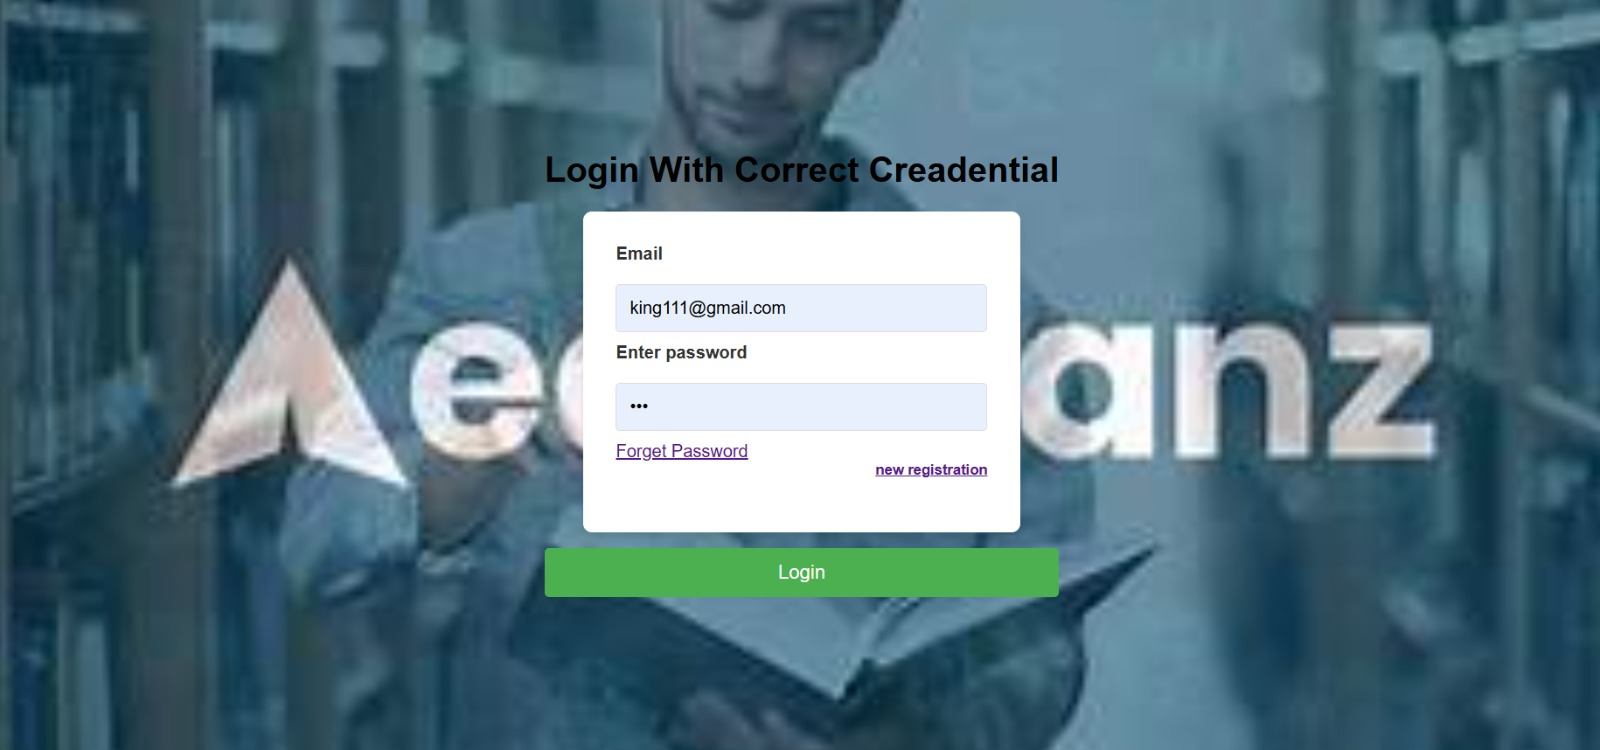 Login With Correct Creadential
Email
king111@gmail.com
Enter password
•••
Forget Password
new registration
Login